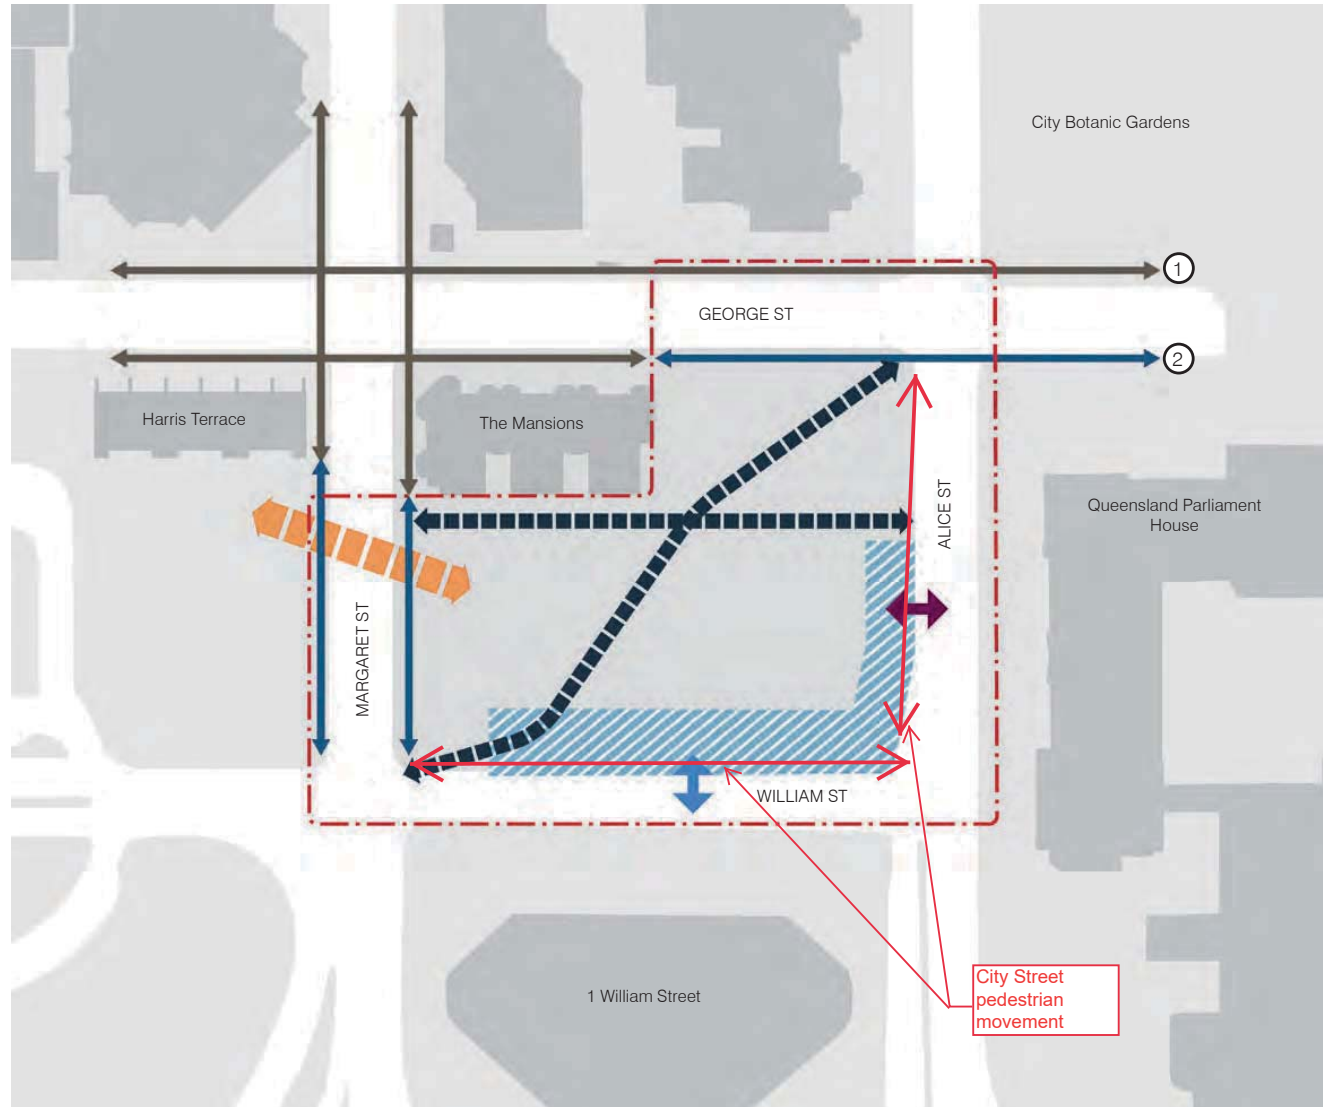 City Botanic Gardens
1
GEORGE ST
2
Harris Terrace
The Mansions
ALICE ST
Queensland Parliament
House
MARGARET ST
WILLIAM ST
1 William Street
City Street
pedestrian
movement